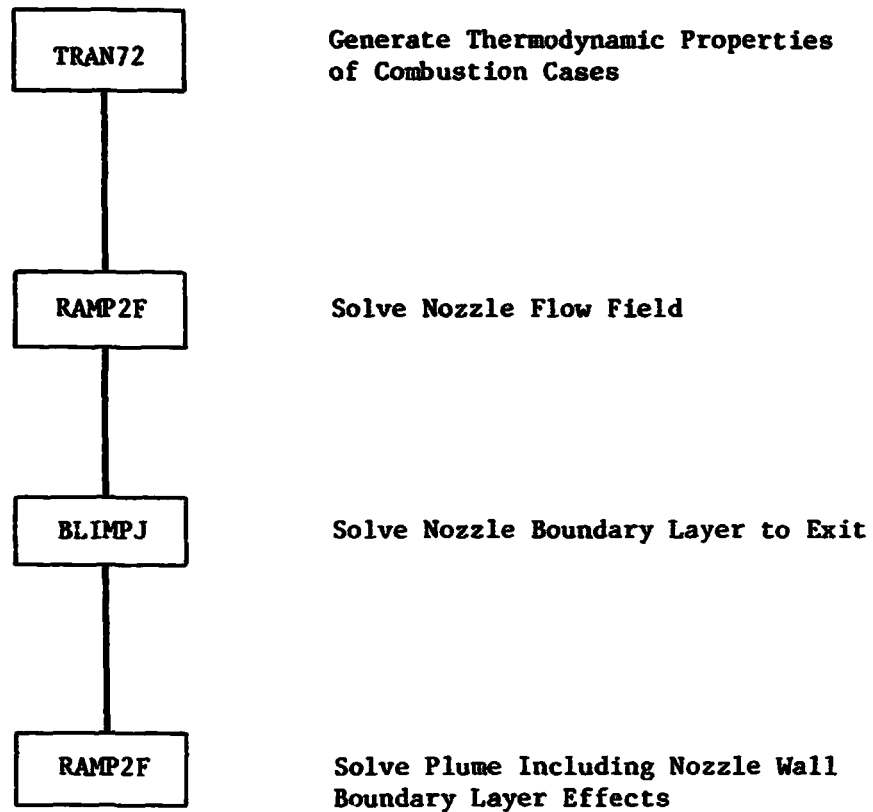 TRAN72
Generate Thermodynamic Properties
of Combustion Cases
RAMP2F
Solve Nozzle Flow Field
BLIMPJ
Solve Nozzle Boundary Layer to Exit
RAMP2F
Solve Plume Including Nozzle Wall
Boundary Layer Effects